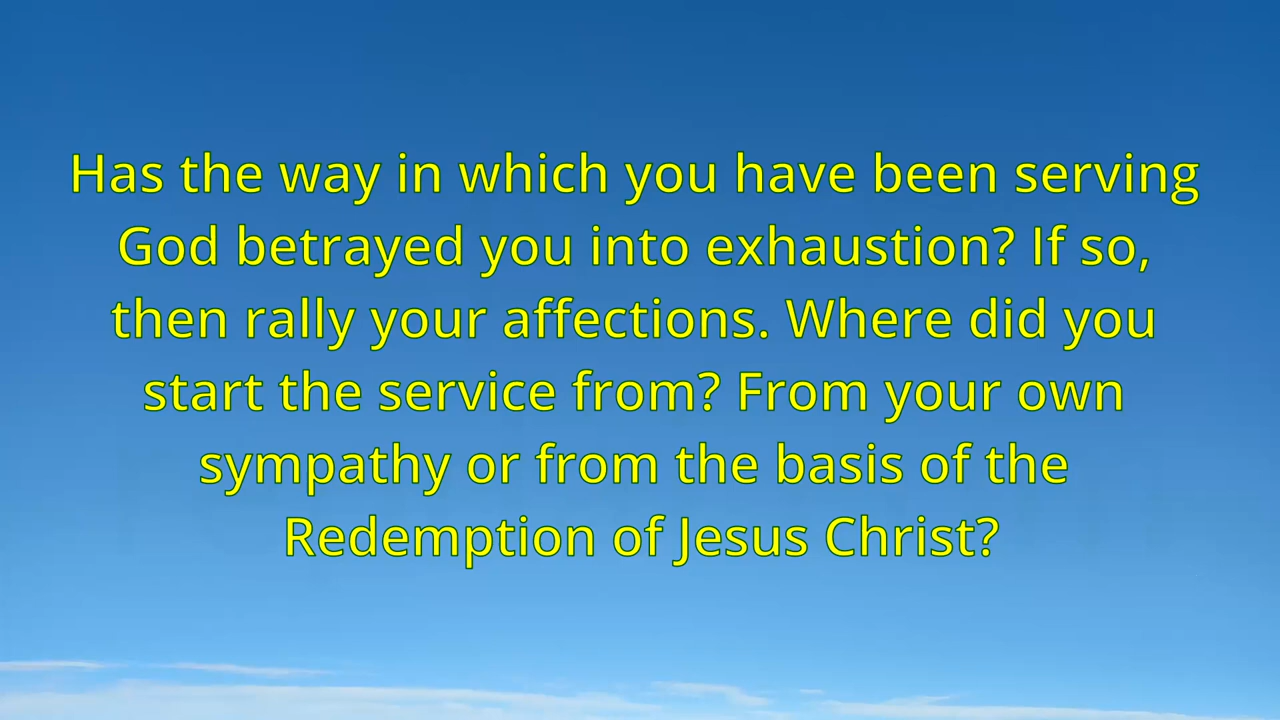 Has the way in which you have been serving
God betrayed you into exhaustion? If so,
then rally your affections. Where did you
start the service from? From your own
sympathy or from the basis of the
Redemption of Jesus Christ?